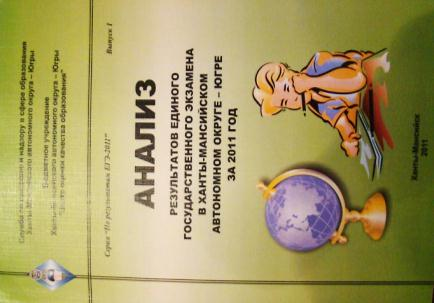 Служба по контролю и надзору в сфере образования
Ханты-Мансийского автономного округа – Югры
Бюджетное учреждение
Ханты-Мансийского автономного округа – Югры
"Центр оценки качества образования"
Серия "По результатам ЕГЭ-2011"
Выпуск 1
АНАЛИЗ
РЕЗУЛЬТАТОВ ЕДИНОГО
ГОСУДАРСТВЕННОГО ЭКЗАМЕНА
В ХАНТЫ-МАНСИЙСКОМ
АВТОНОМНОМ ОКРУГЕ – ЮГРЕ
ЗА 2011 ГОД
Ханты-Мансийск
2011